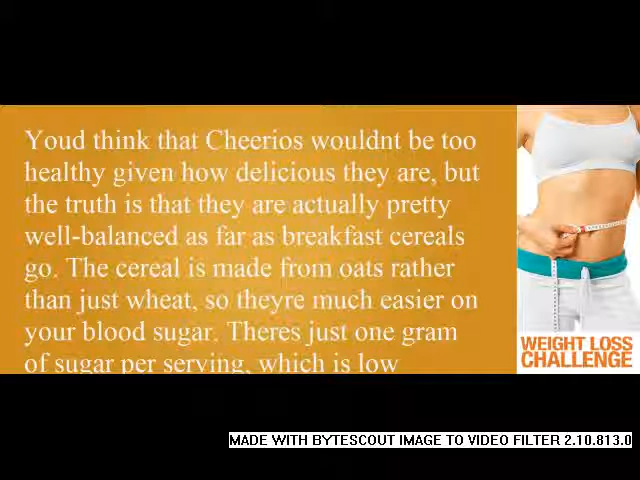 Youd think that Cheerios wouldnt be too
healthy given how delicious they are, but
the truth is that they are actually pretty
well-balanced as far as breakfast cereals
go. The cereal is made from oats rather
than just wheat, so theyre much easier on
your blood sugar. Theres just one gram
of sugar per serving, which is low
WEIGHT LOSS
CHALLENGE
MADE WITH BYTESCOUT IMAGE TO VIDEO FILTER 2.10.813.0